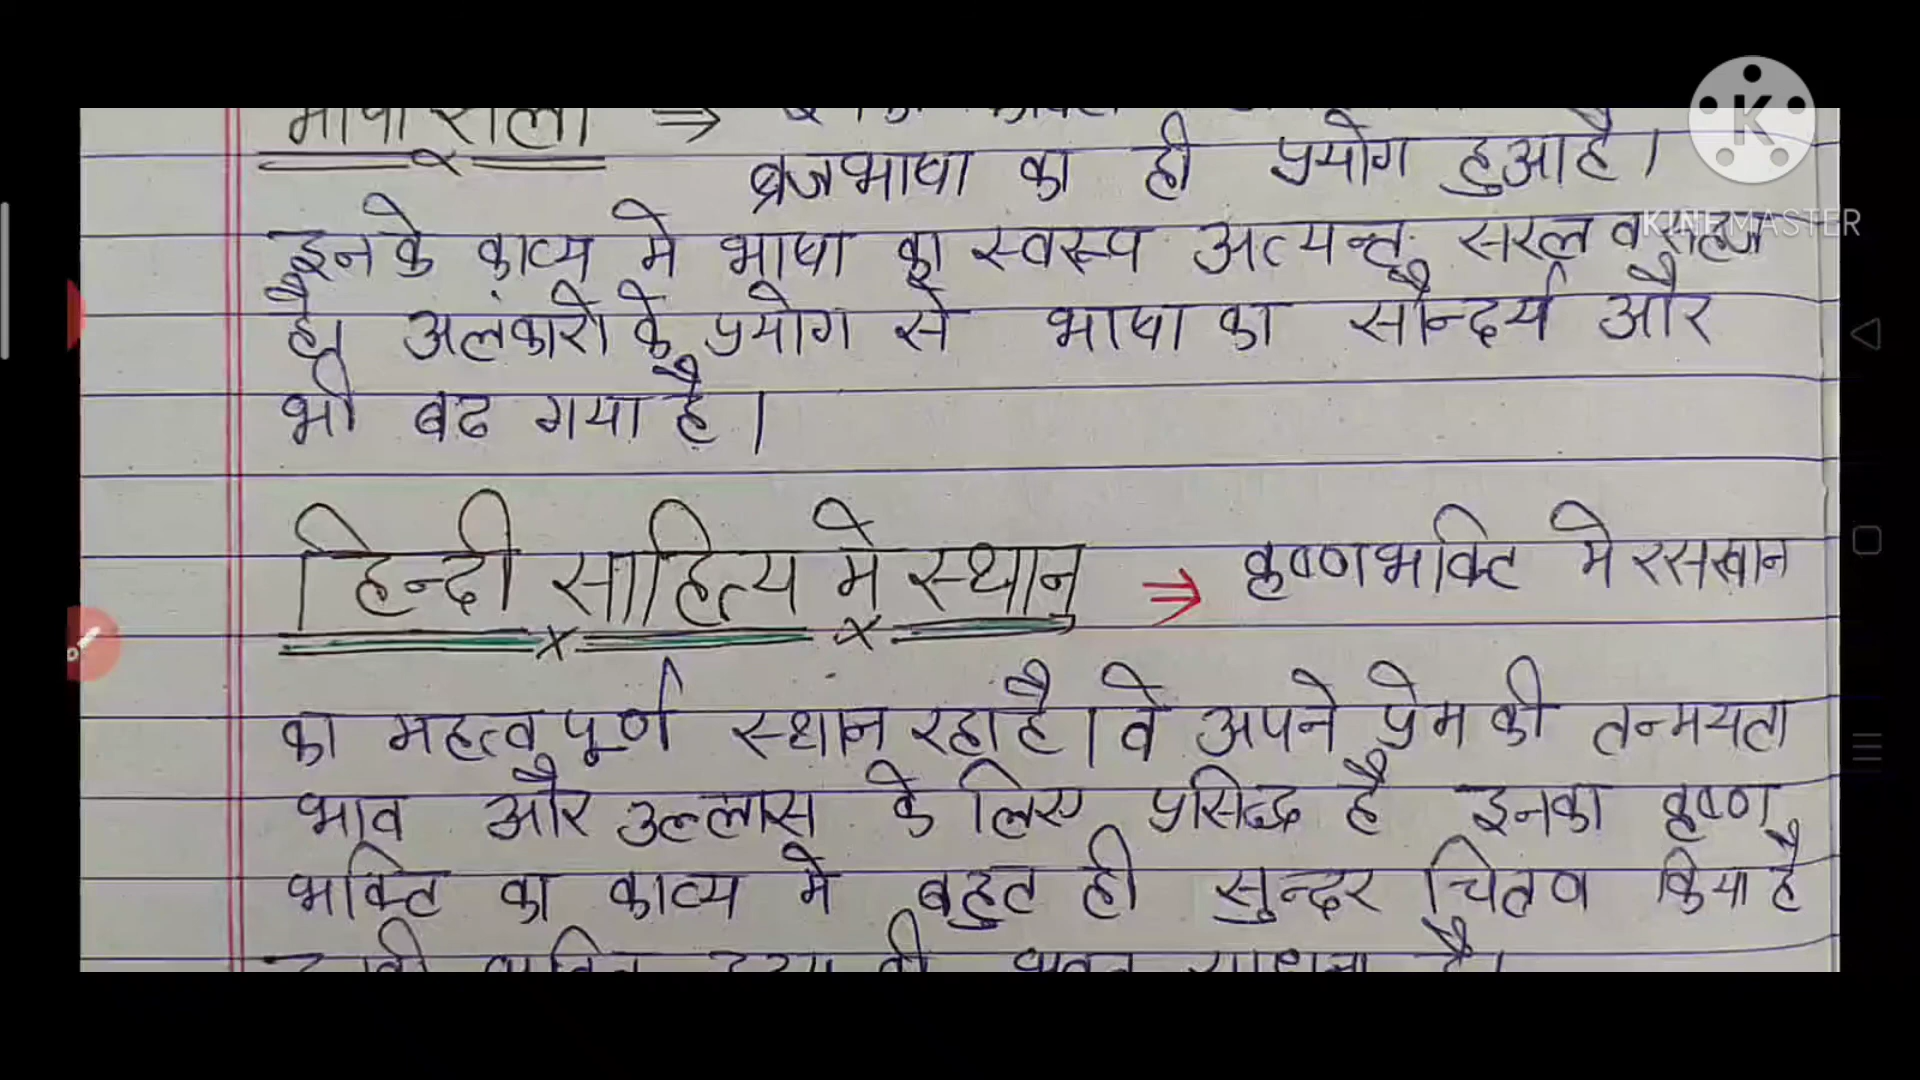 भाषा शैली ⇒
ब्रजभाषा का ही प्रयोग हुआ है।
इनके काव्य मे भाषा का स्वरूप अत्यन्त सरल व सहज
है। अलंकारो के प्रयोग से भाषा का सौन्दर्य और
भी बढ गया है।
हिन्दी साहित्य मे स्थान ⇒ कृष्णभक्ति मे रसखान
का महत्वपूर्ण स्थान रहा है। वे अपने प्रेम की तन्मयता
भाव और उल्लास के लिए प्रसिद्ध है इनका कृष्ण
भक्ति का काव्य मे बहुत ही सुन्दर चित्रण किया है
K
KINEMASTER